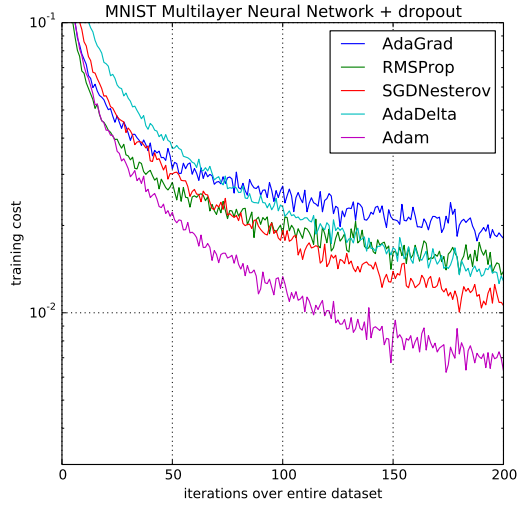 MNIST Multilayer Neural Network + dropout
AdaGrad
RMSProp
SGDNesterov
AdaDelta
Adam
10⁻¹
10⁻²
training cost
0 50 100 150 200
iterations over entire dataset